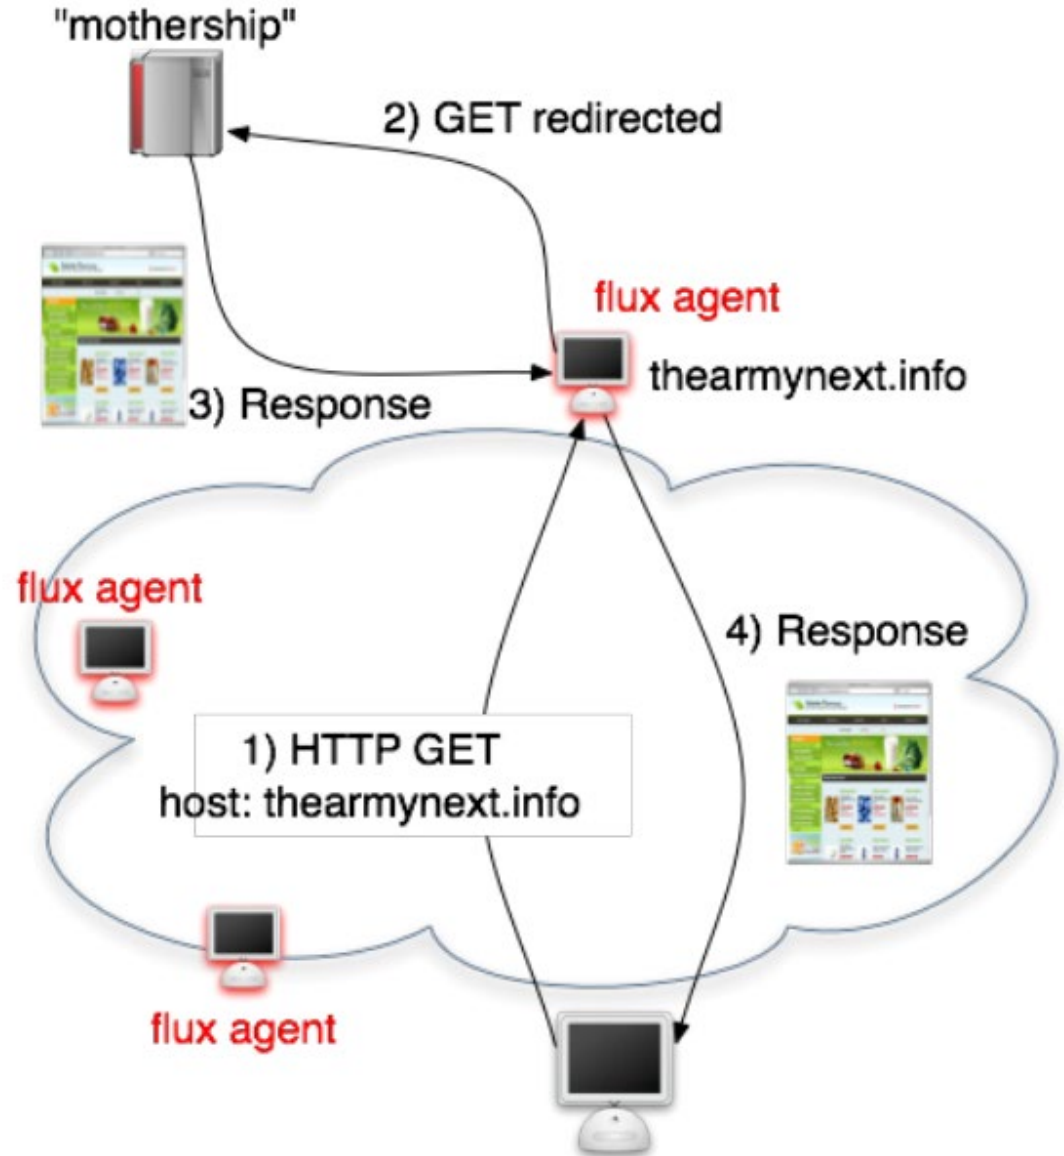 "mothership"
2) GET redirected
flux agent
thearmynext.info
3) Response
flux agent
4) Response
1) HTTP GET
host: thearmynext.info
flux agent